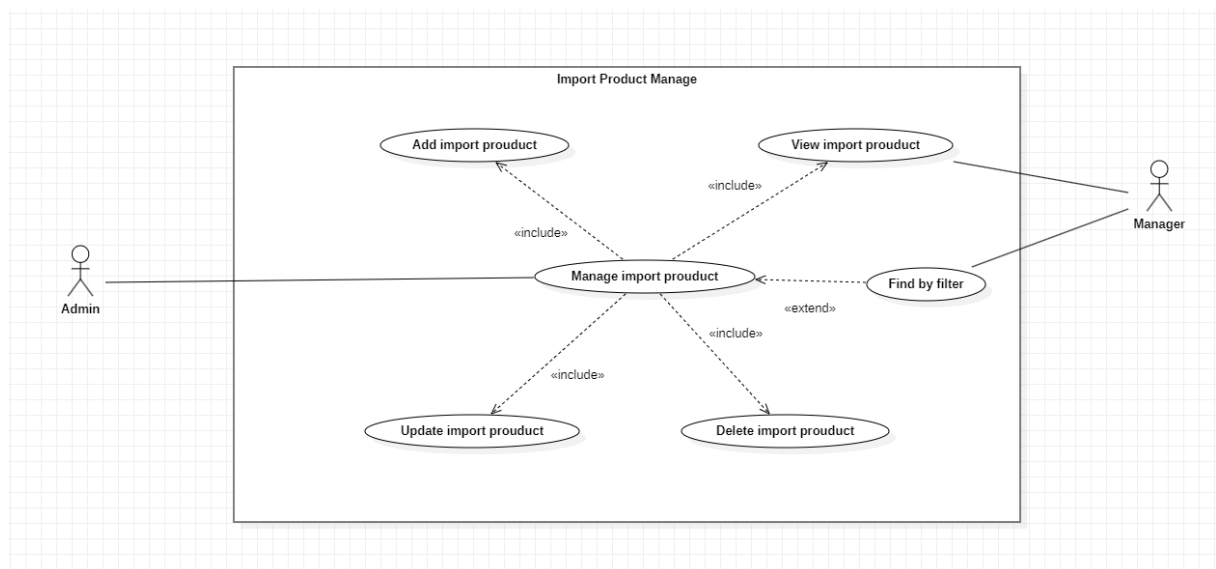 Import Product Manage
Add import prouduct
View import prouduct
«include»
Manager
«include»
Manage import prouduct
Find by filter
Admin
«extend»
«include»
«include»
Update import prouduct
Delete import prouduct